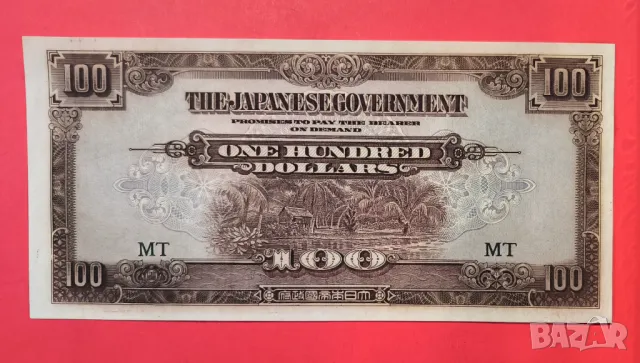 100 100
THE JAPANESE GOVERNMENT
PROMISES TO PAY THE BEARER
ON DEMAND
ONE HUNDRED
DOLLARS
MT MT
100 100 100
府政國帝本日大
bazar